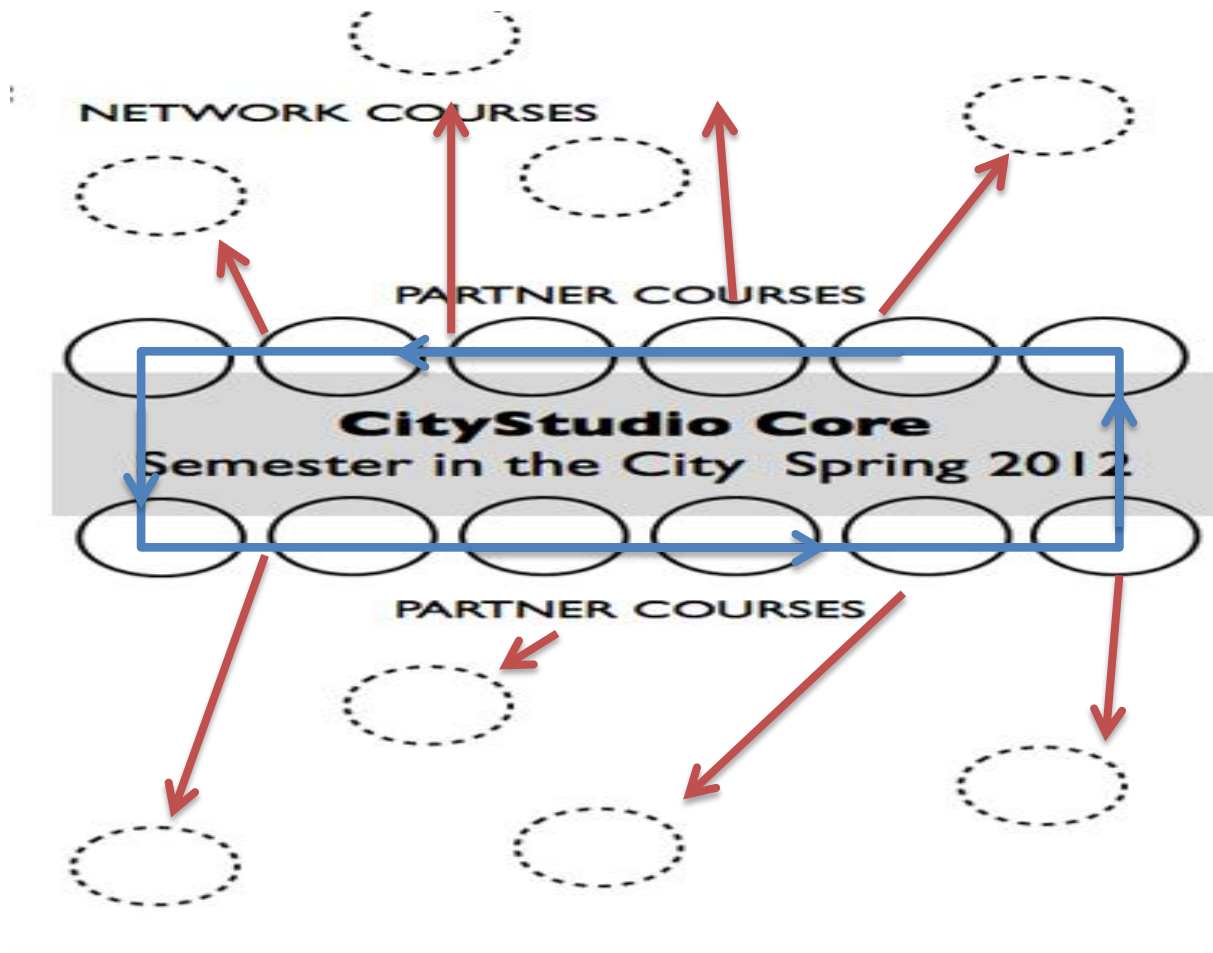 NETWORK COURSES
PARTNER COURSES
CityStudio Core
Semester in the City Spring 2012
PARTNER COURSES